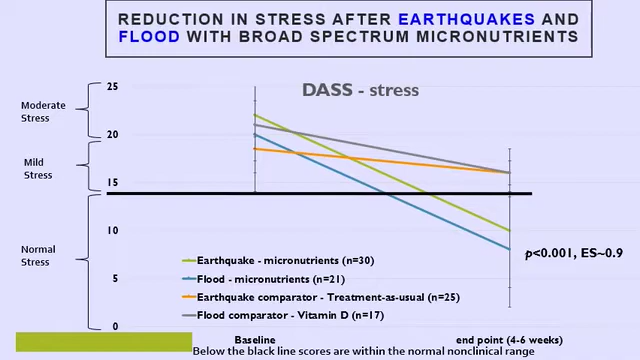 REDUCTION IN STRESS AFTER EARTHQUAKES AND
FLOOD WITH BROAD SPECTRUM MICRONUTRIENTS
DASS - stress
25
20
15
10
5
0
Moderate
Stress
Mild
Stress
Normal
Stress
Earthquake - micronutrients (n=30)
Flood - micronutrients (n=21)
Earthquake comparator - Treatment-as-usual (n=25)
Flood comparator - Vitamin D (n=17)
p<0.001, ES~0.9
Baseline
end point (4-6 weeks)
Below the black line scores are within the normal nonclinical range